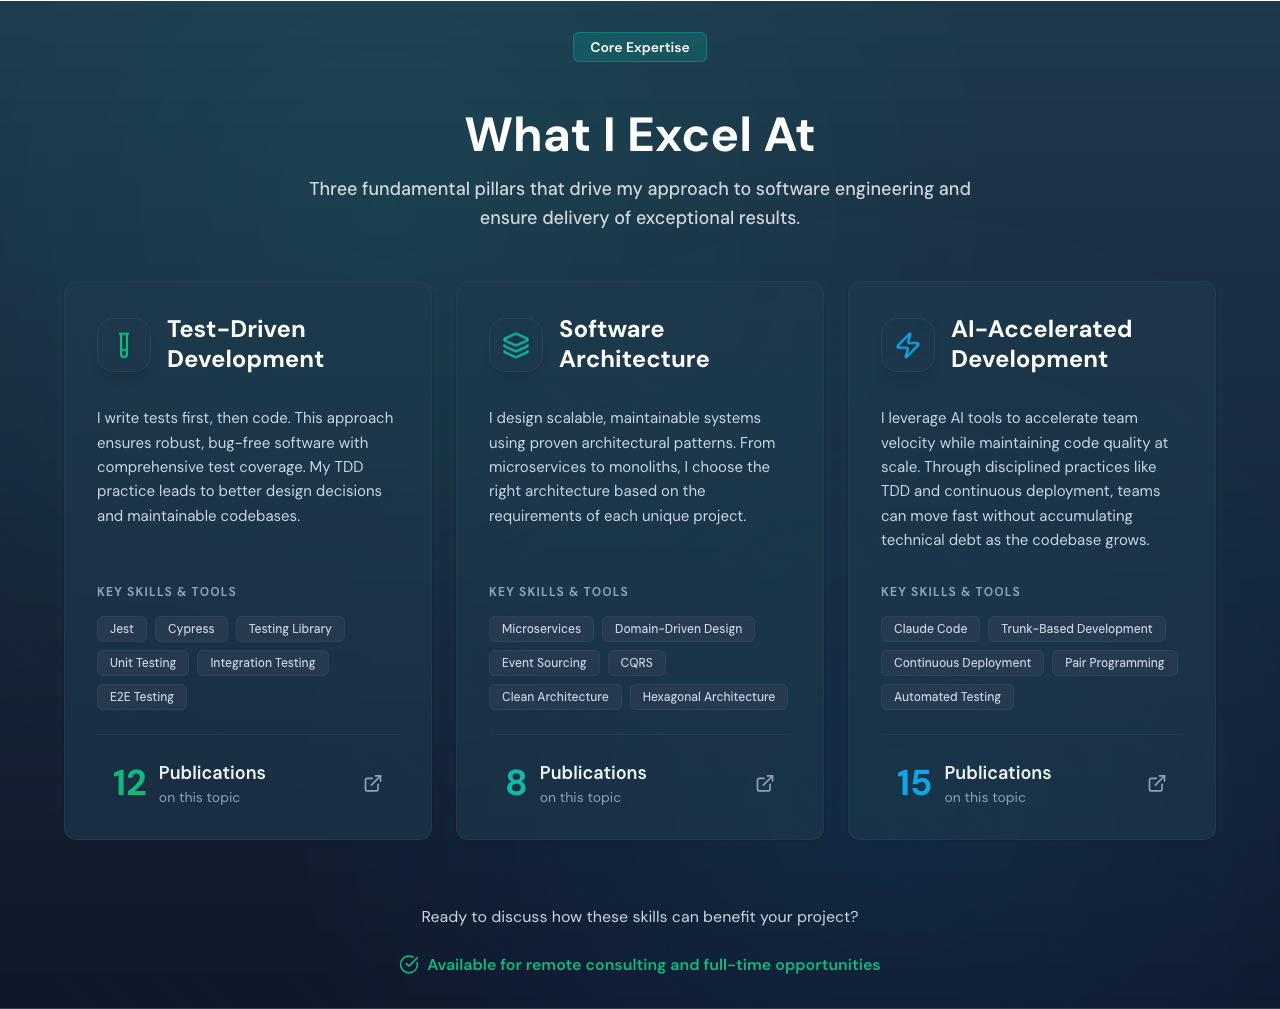 Core Expertise
What I Excel At
Three fundamental pillars that drive my approach to software engineering and
ensure delivery of exceptional results.
Test-Driven
Development
I write tests first, then code. This approach
ensures robust, bug-free software with
comprehensive test coverage. My TDD
practice leads to better design decisions
and maintainable codebases.
KEY SKILLS & TOOLS
Jest Cypress Testing Library
Unit Testing Integration Testing
E2E Testing
12 Publications
on this topic
Software
Architecture
I design scalable, maintainable systems
using proven architectural patterns. From
microservices to monoliths, I choose the
right architecture based on the
requirements of each unique project.
KEY SKILLS & TOOLS
Microservices Domain-Driven Design
Event Sourcing CQRS
Clean Architecture Hexagonal Architecture
8 Publications
on this topic
AI-Accelerated
Development
I leverage AI tools to accelerate team
velocity while maintaining code quality at
scale. Through disciplined practices like
TDD and continuous deployment, teams
can move fast without accumulating
technical debt as the codebase grows.
KEY SKILLS & TOOLS
Claude Code Trunk-Based Development
Continuous Deployment Pair Programming
Automated Testing
15 Publications
on this topic
Ready to discuss how these skills can benefit your project?
Available for remote consulting and full-time opportunities